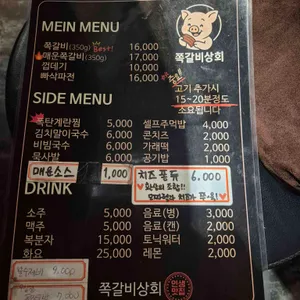 MEIN MENU
쪽갈비(350g) Best! 16,000
매운쪽갈비(350g) 17,000
껍데기 10,000
빠삭파전 16,000
쪽갈비상회
고기 추가시
15~20분정도
소요됩니다
SIDE MENU
폭탄계란찜 5,000
김치말이국수 6,000
비빔국수 6,000
묵사발 6,000
매운소스 1,000
셀프주먹밥 4,000
콘치즈 2,000
가래떡 2,000
공기밥 1,000
치즈퐁듀 6,000
DRINK
소주 5,000
맥주 5,000
복분자 15,000
화요 25,000
음료(병) 3,000
음료(캔) 2,000
토닉워터 2,000
레몬 2,000
9,000
쪽갈비상회